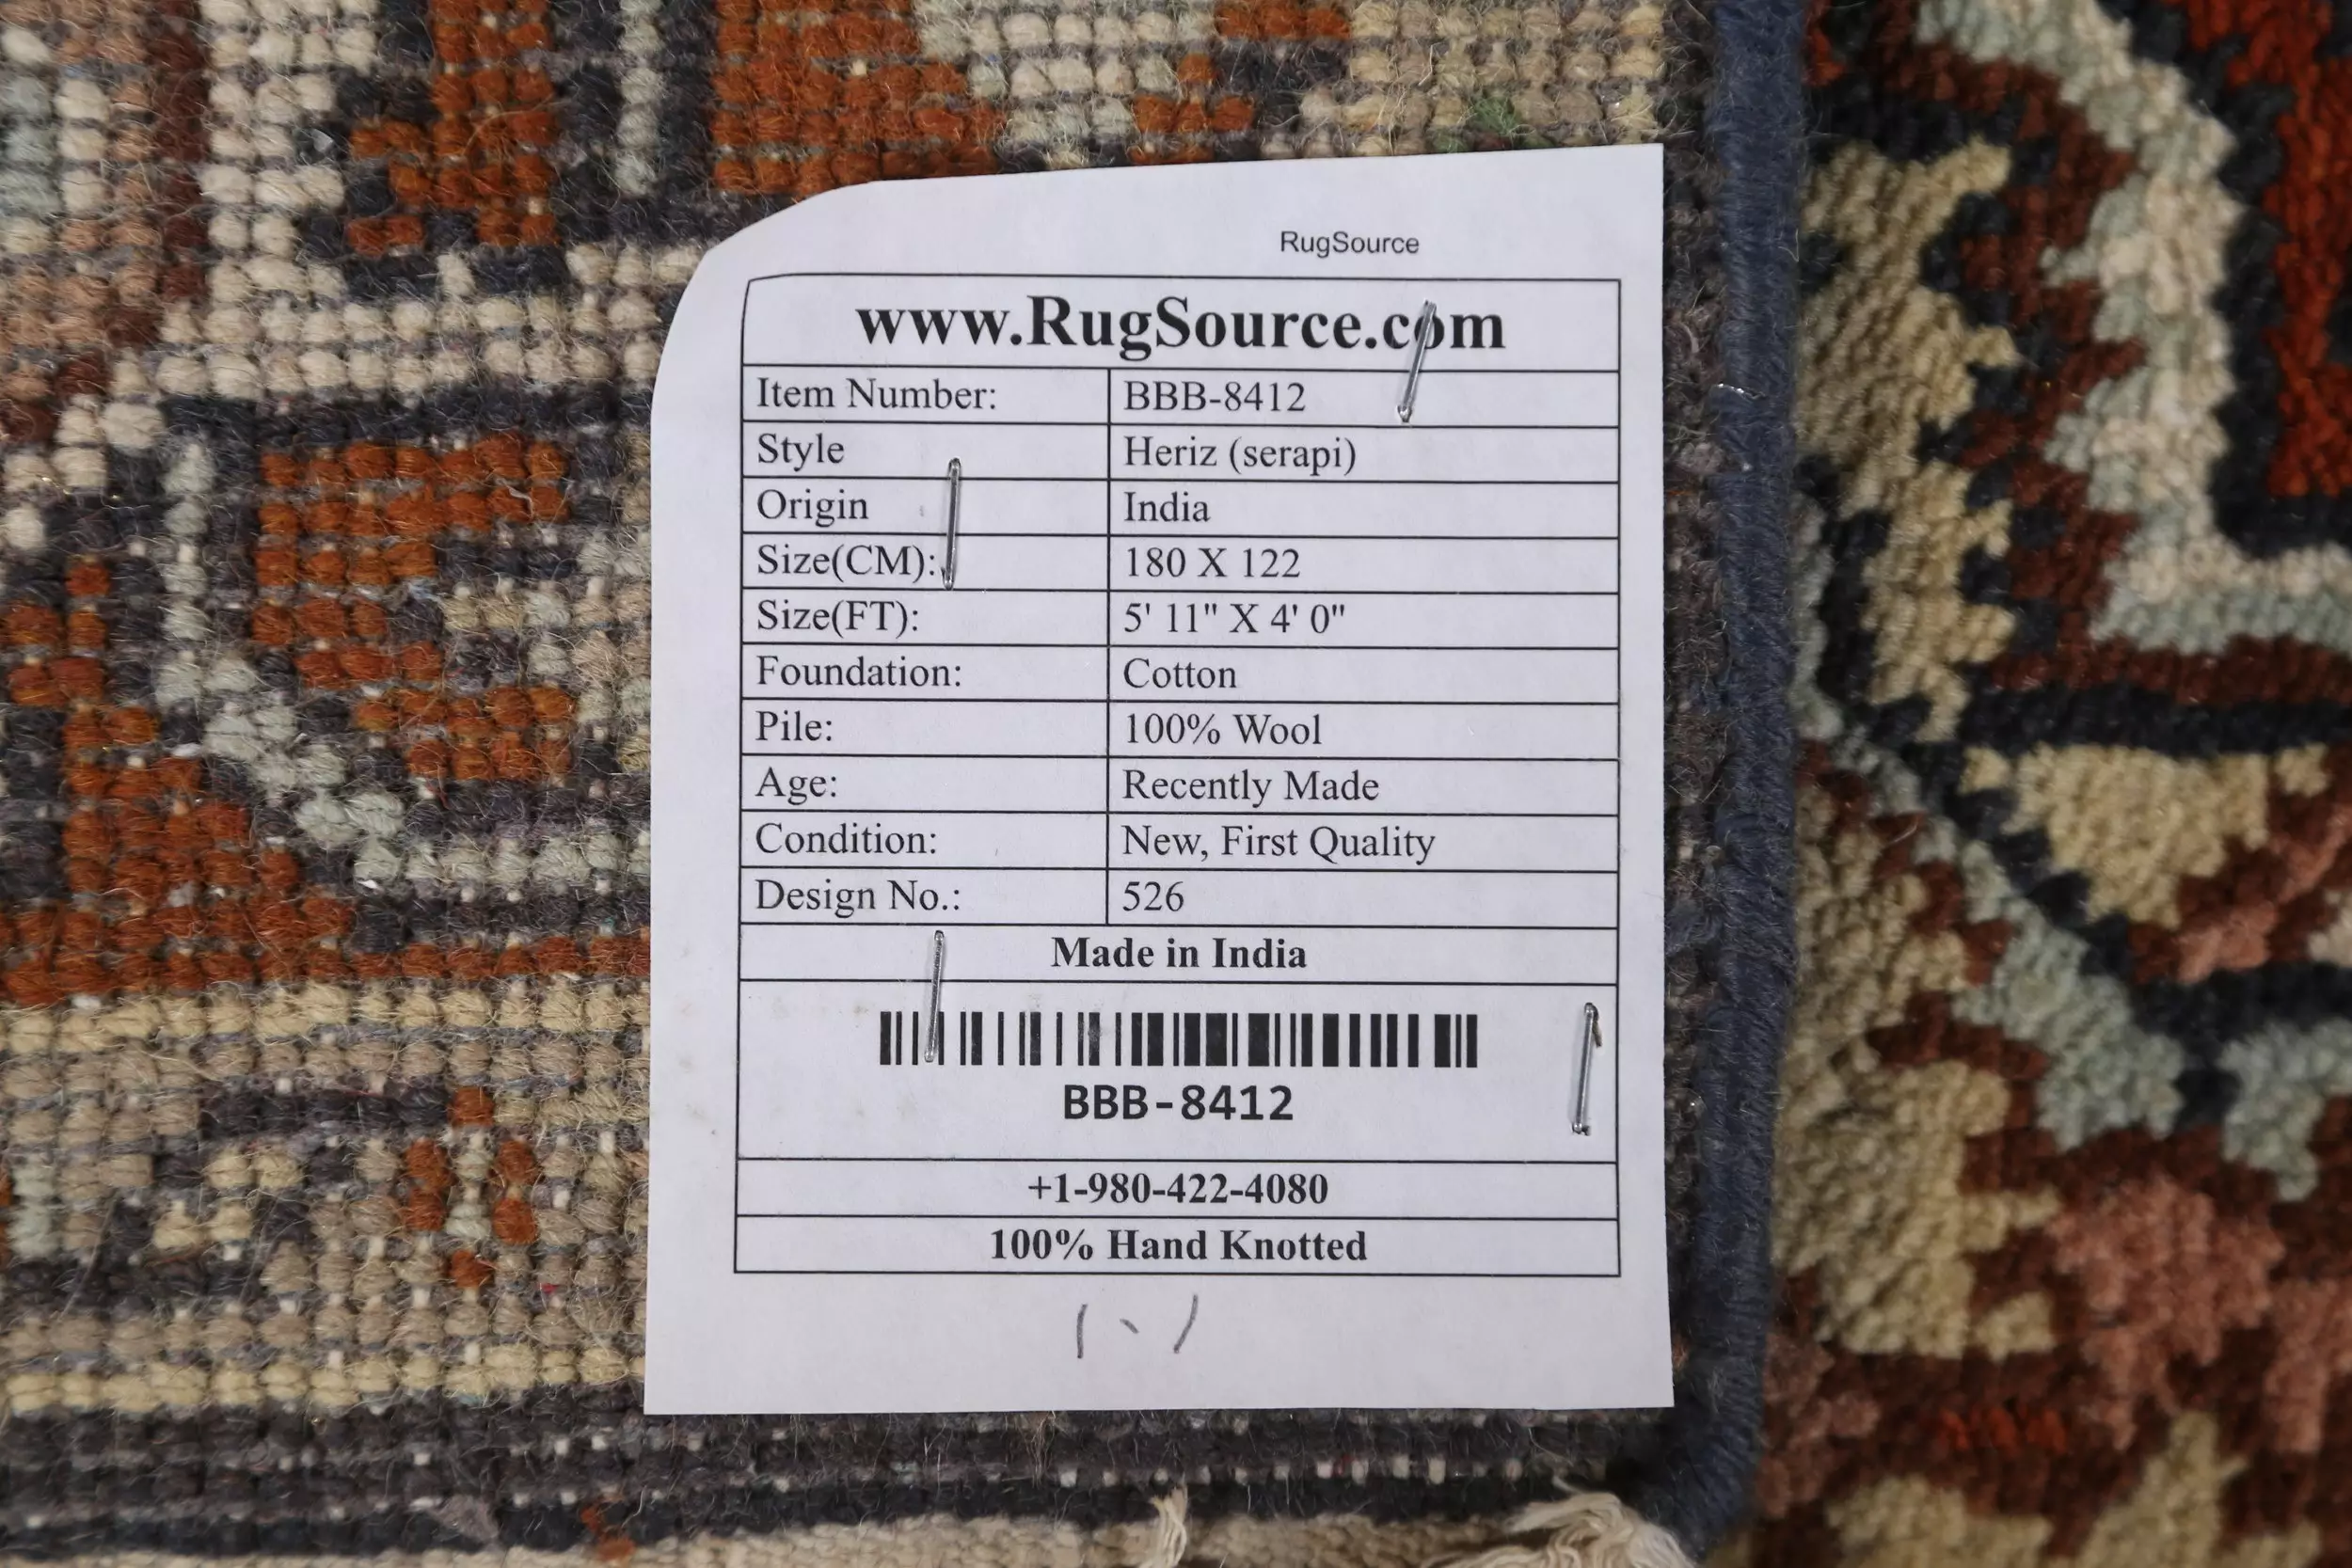 RugSource
www.RugSource.com
Item Number: BBB-8412
Style Heriz (serapi)
Origin India
Size(CM): 180 X 122
Size(FT): 5' 11" X 4' 0"
Foundation: Cotton
Pile: 100% Wool
Age: Recently Made
Condition: New, First Quality
Design No.: 526
Made in India
BBB-8412
+1-980-422-4080
100% Hand Knotted